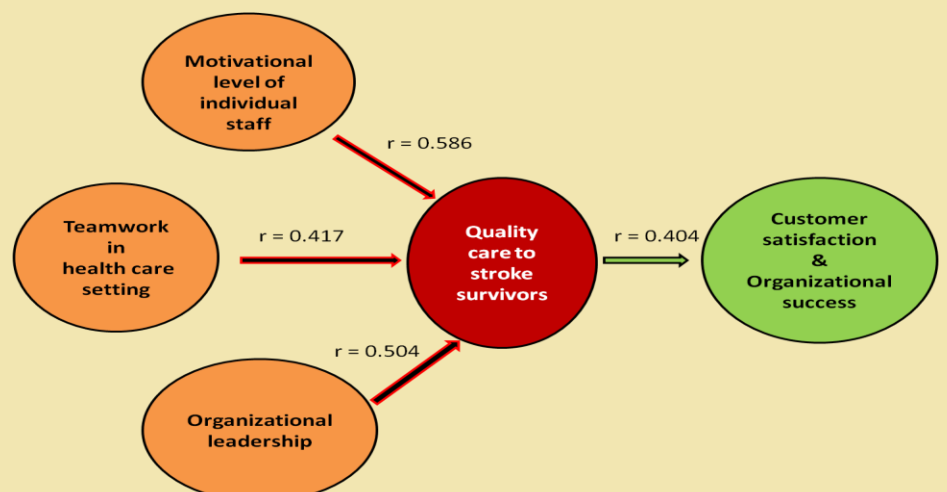 Motivational
level of
individual
staff
r = 0.586
Teamwork
in
health care
setting
r = 0.417
Quality
care to
stroke
survivors
r = 0.404
Customer
satisfaction
&
Organizational
success
r = 0.504
Organizational
leadership